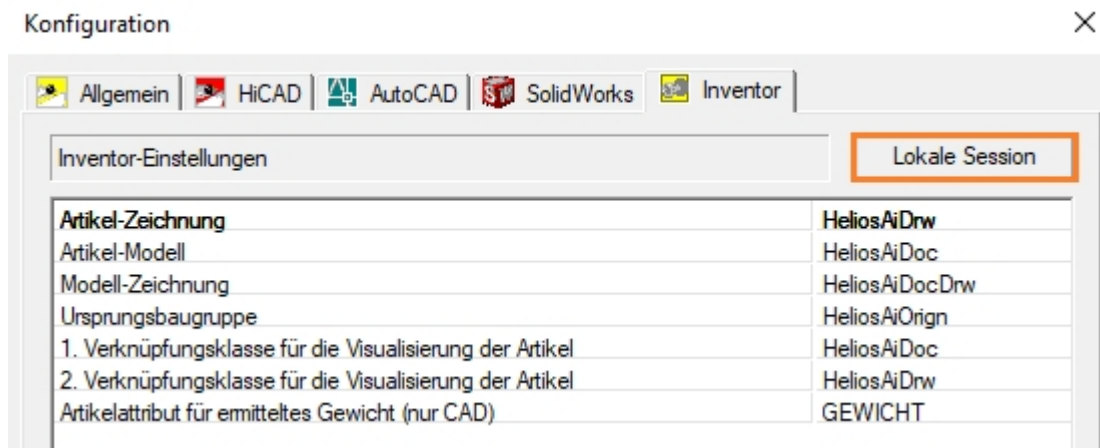 Konfiguration
Allgemein HiCAD AutoCAD SolidWorks Inventor
Inventor-Einstellungen Lokale Session
Artikel-Zeichnung HeliosAiDrw
Artikel-Modell HeliosAiDoc
Modell-Zeichnung HeliosAiDocDrw
Ursprungsbaugruppe HeliosAiOrign
1. Verknüpfungsklasse für die Visualisierung der Artikel HeliosAiDoc
2. Verknüpfungsklasse für die Visualisierung der Artikel HeliosAiDrw
Artikelattribut für ermitteltes Gewicht (nur CAD) GEWICHT